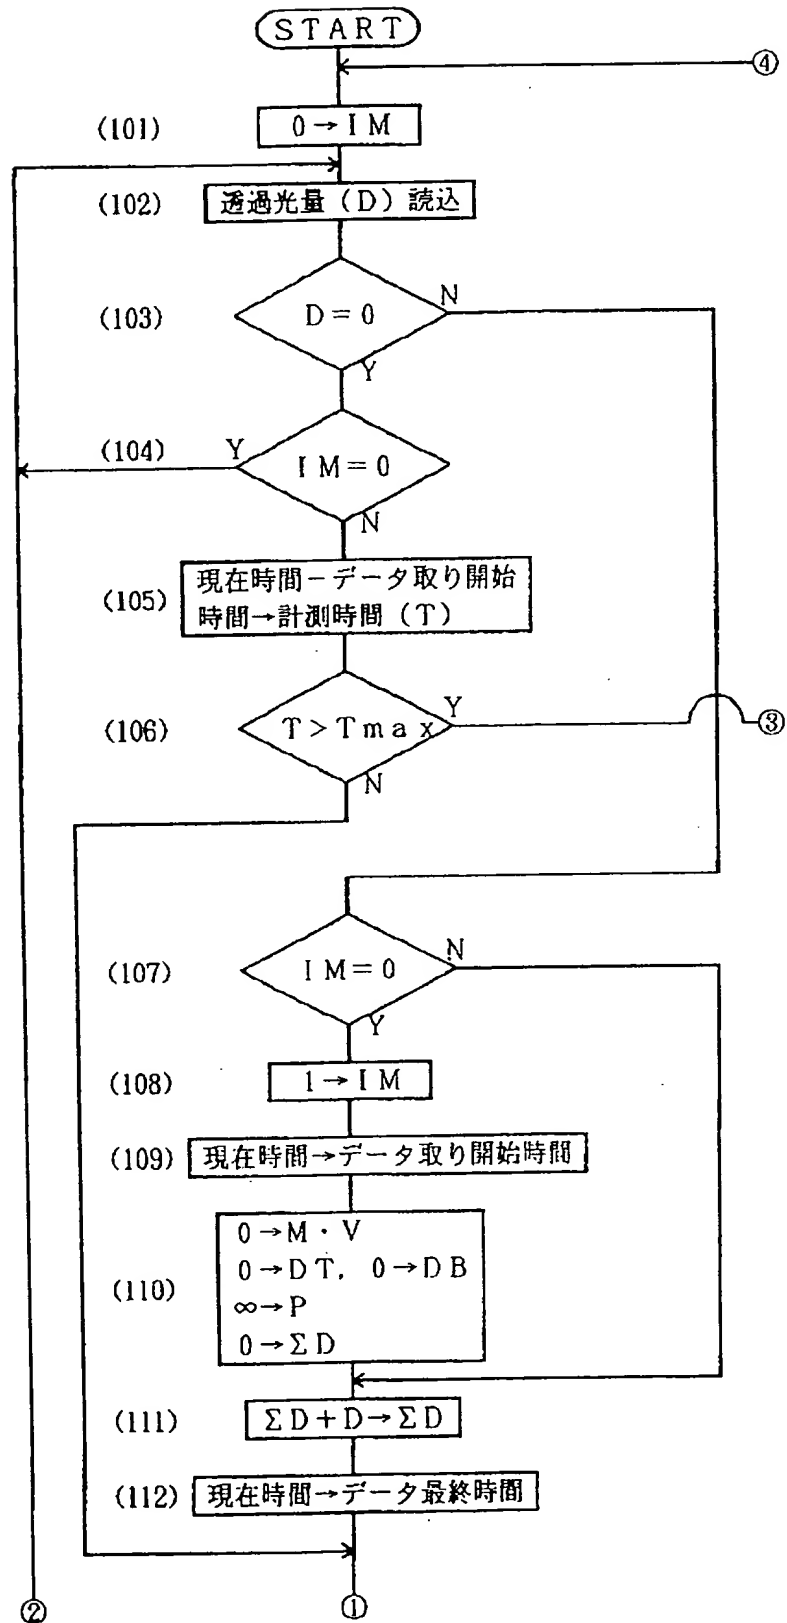 START
④
(101)
0→IM
(102)
透過光量(D)読込
(103)
D=0
N
Y
(104)
Y
IM=0
N
(105)
現在時間−データ取り開始
時間→計測時間(T)
(106)
T>Tmax
Y
③
N
(107)
IM=0
N
Y
(108)
1→IM
(109)
現在時間→データ取り開始時間
(110)
0→M・V
0→DT, 0→DB
∞→P
0→ΣD
(111)
ΣD+D→ΣD
(112)
現在時間→データ最終時間
②
①